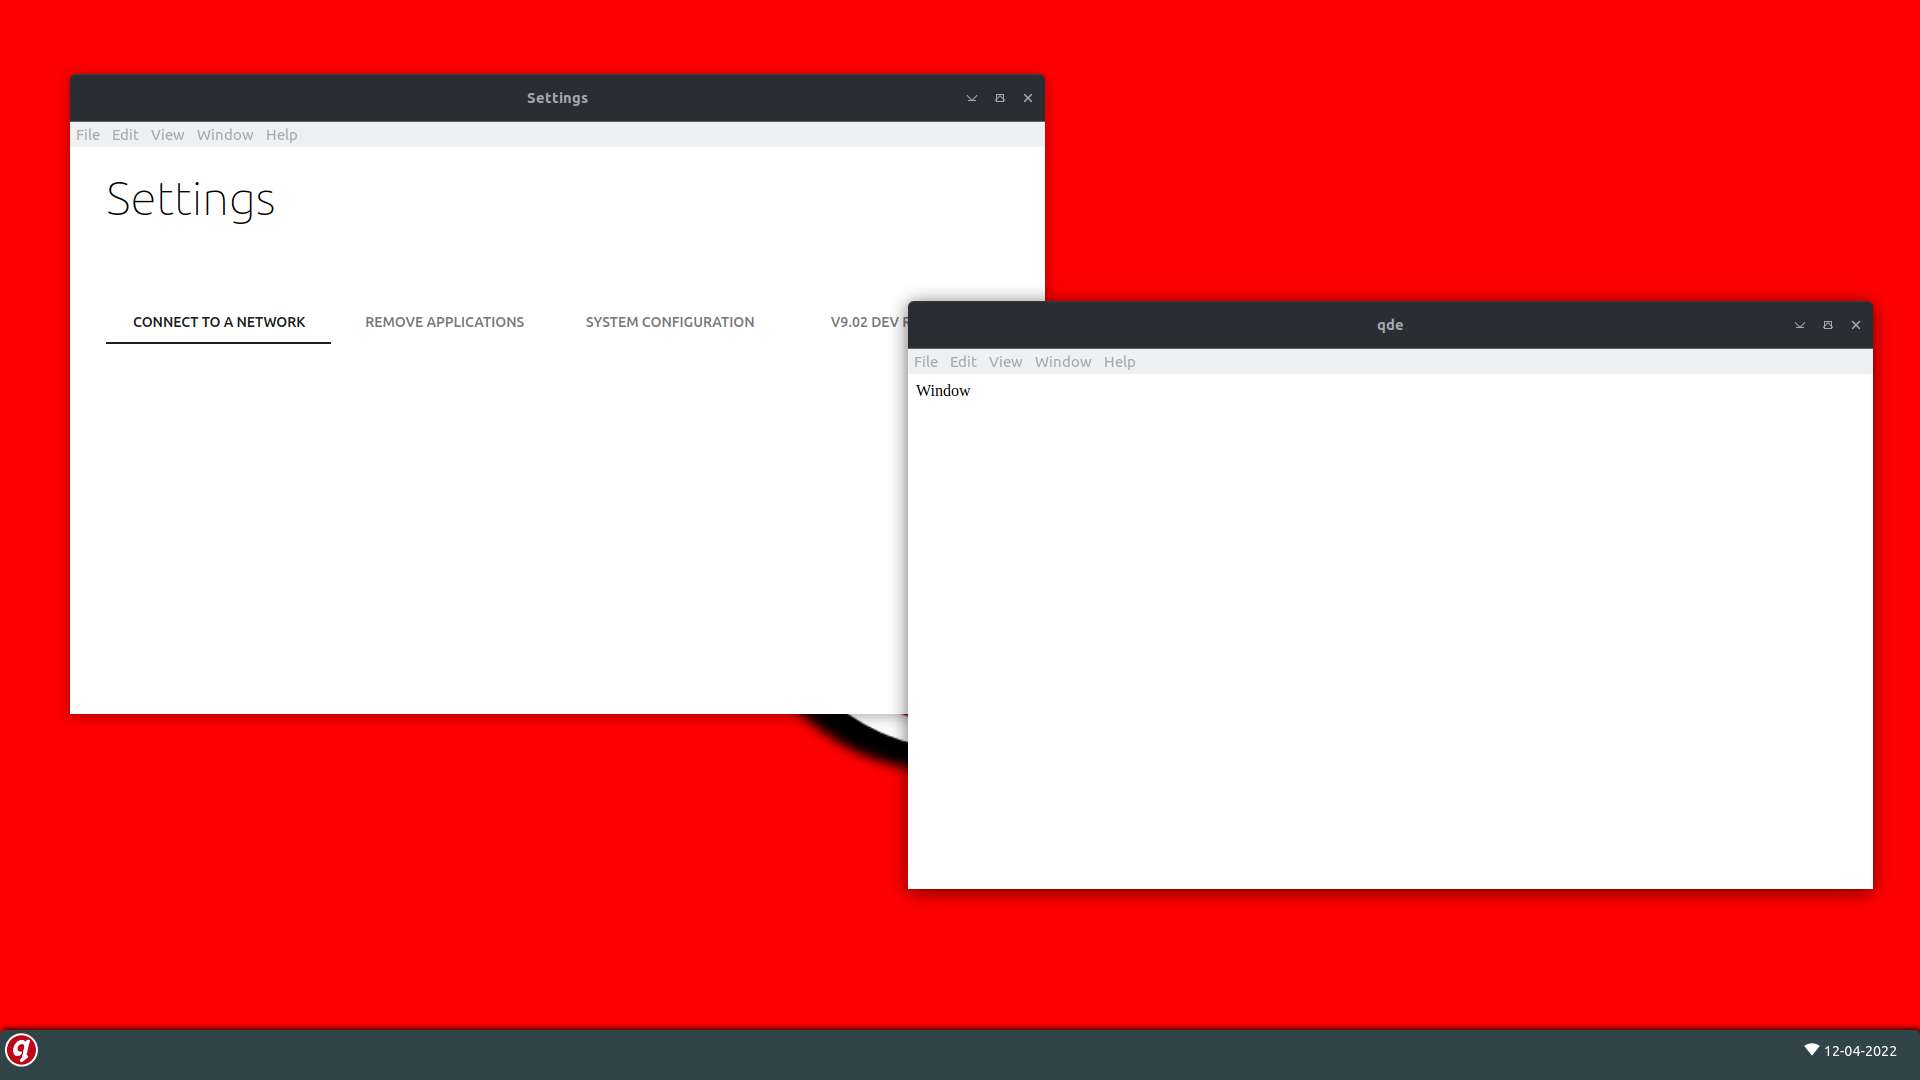 Settings
File Edit View Window Help
Settings
CONNECT TO A NETWORK REMOVE APPLICATIONS SYSTEM CONFIGURATION V9.02 DEV
qde
File Edit View Window Help
Window
q
12-04-2022